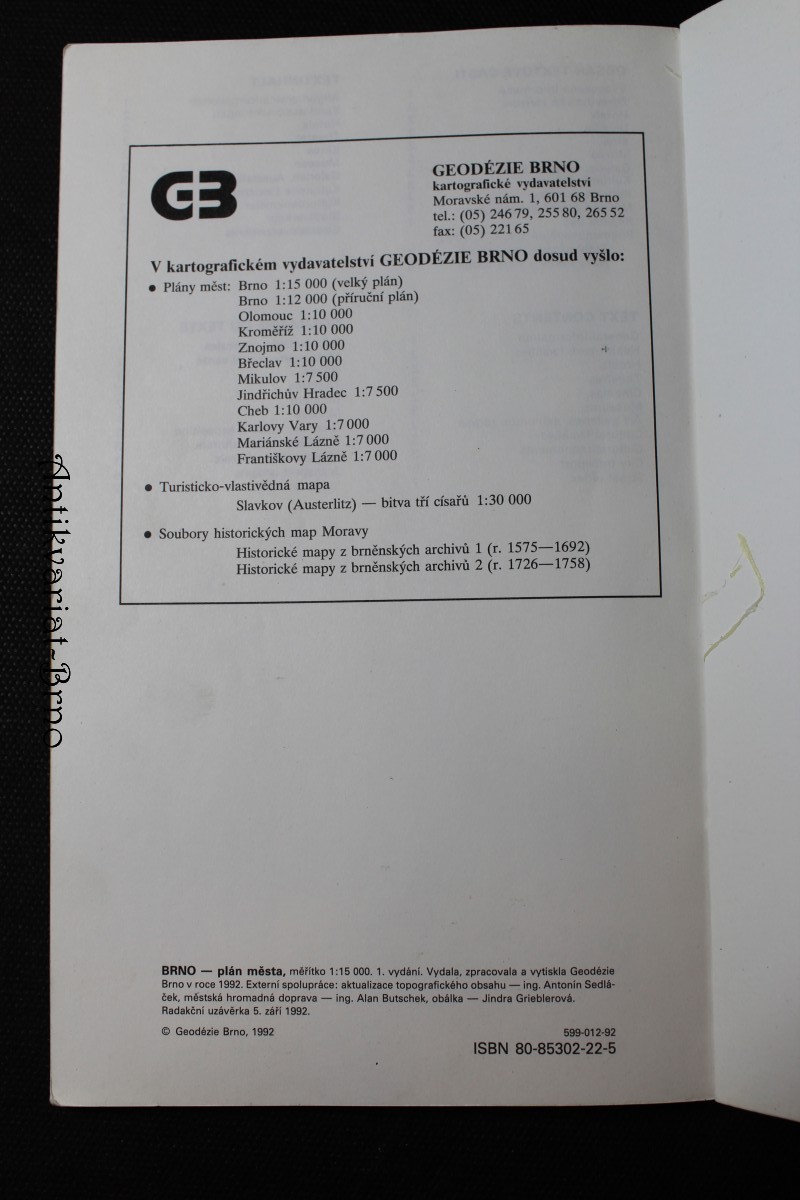 GB
GEODÉZIE BRNO
kartografické vydavatelství
Moravské nám. 1, 601 68 Brno
tel.: (05) 246 79, 255 80, 265 52
fax: (05) 221 65
V kartografickém vydavatelství GEODÉZIE BRNO dosud vyšlo:
● Plány měst: Brno 1:15 000 (velký plán)
Brno 1:12 000 (příruční plán)
Olomouc 1:10 000
Kroměříž 1:10 000
Znojmo 1:10 000
Břeclav 1:10 000
Mikulov 1:7 500
Jindřichův Hradec 1:7 500
Cheb 1:10 000
Karlovy Vary 1:7 000
Mariánské Lázně 1:7 000
Františkovy Lázně 1:7 000
● Turisticko-vlastivědná mapa
Slavkov (Austerlitz) — bitva tří císařů 1:30 000
● Soubory historických map Moravy
Historické mapy z brněnských archivů 1 (r. 1575—1692)
Historické mapy z brněnských archivů 2 (r. 1726—1758)
Antikvariat-Brno
BRNO — plán města, měřítko 1:15 000. 1. vydání. Vydala, zpracovala a vytiskla Geodézie
Brno v roce 1992. Externí spolupráce: aktualizace topografického obsahu — ing. Antonín Sedlá-
ček, městská hromadná doprava — ing. Alan Butschek, obálka — Jindra Grieblerová.
Radakční uzávěrka 5. září 1992.
© Geodézie Brno, 1992
599-012-92
ISBN 80-85302-22-5